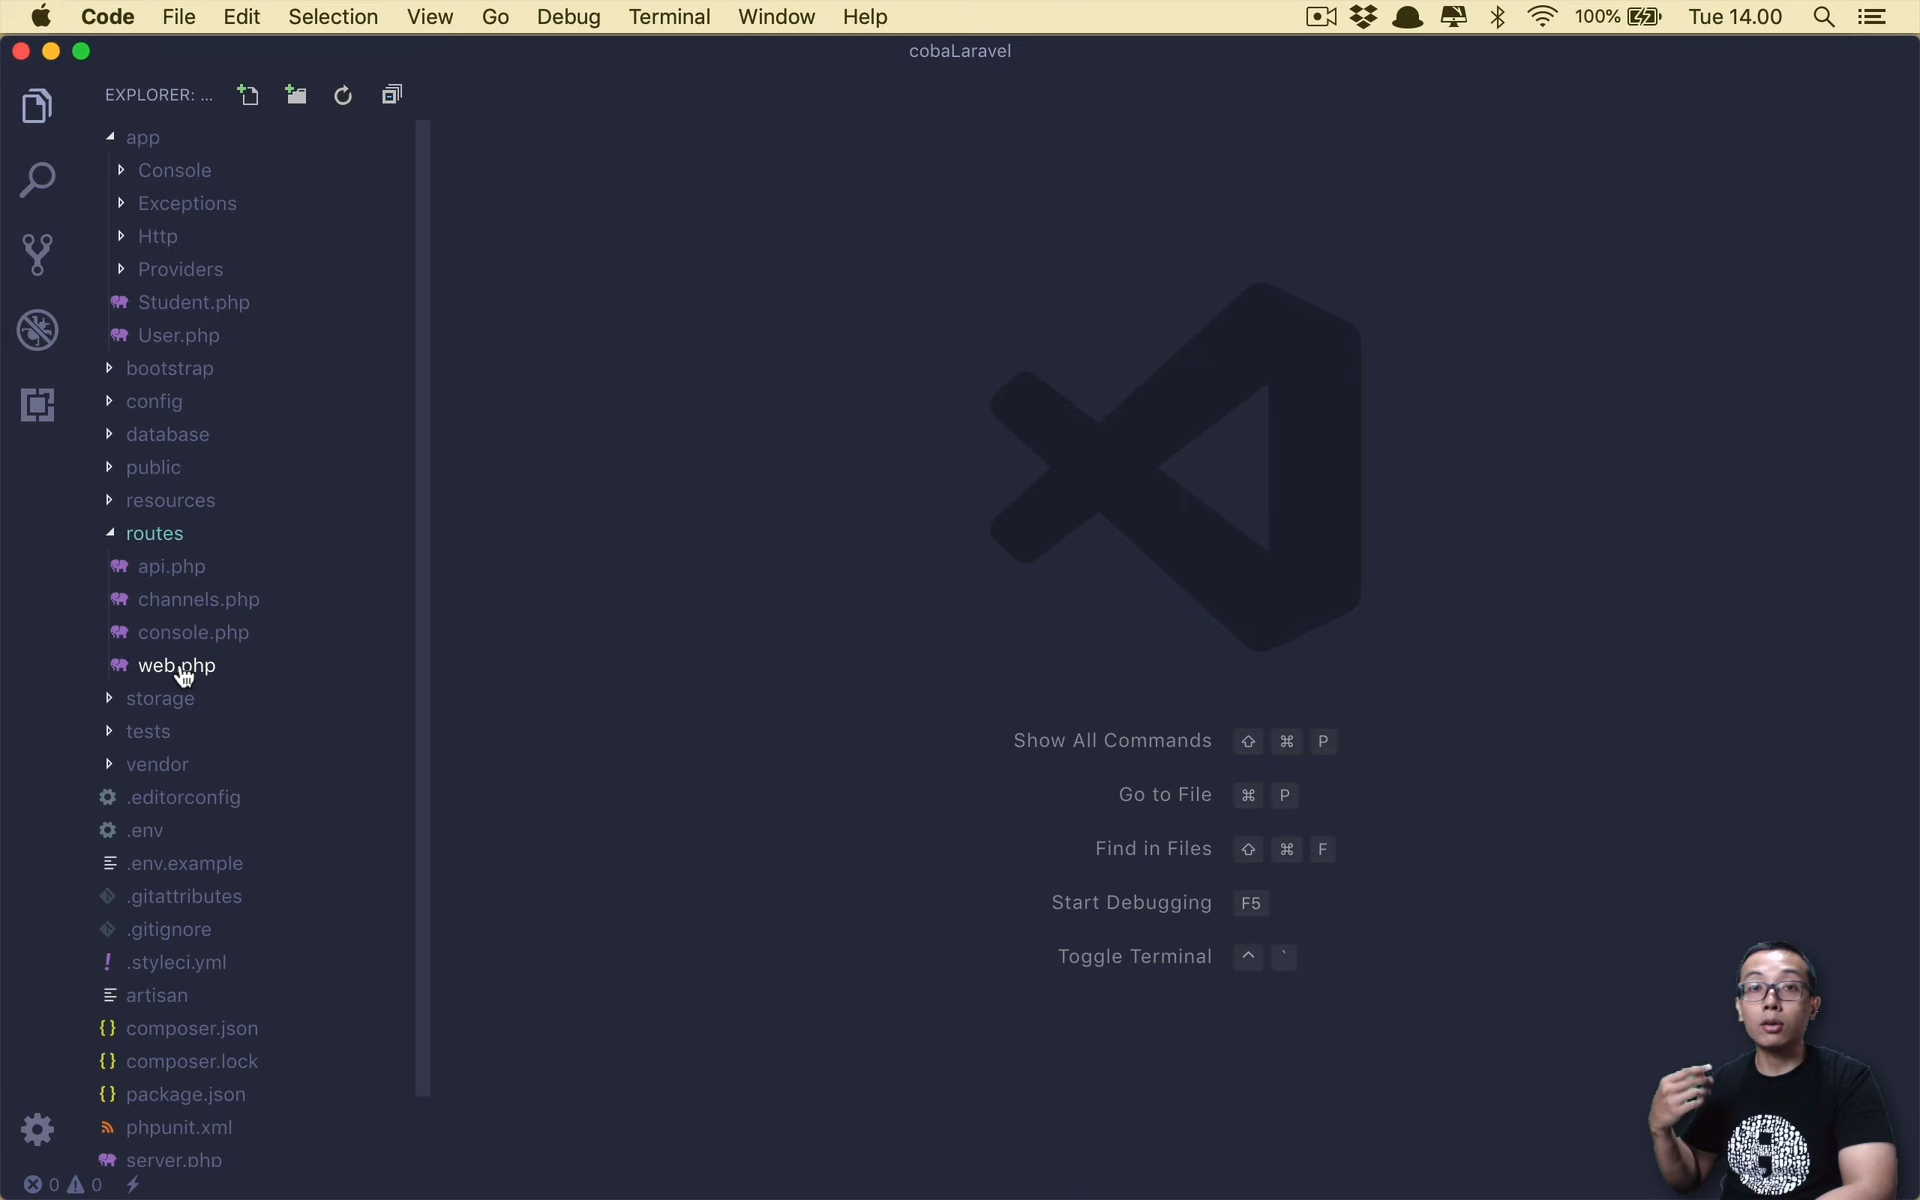 Code File Edit Selection View Go Debug Terminal Window Help 100% Tue 14.00
cobaLaravel
EXPLORER: ...
app
Console
Exceptions
Http
Providers
Student.php
User.php
bootstrap
config
database
public
resources
routes
api.php
channels.php
console.php
web.php
storage
tests
vendor
.editorconfig
.env
.env.example
.gitattributes
.gitignore
.styleci.yml
artisan
composer.json
composer.lock
package.json
phpunit.xml
server.php
0 0
Show All Commands ⇧ ⌘ P
Go to File ⌘ P
Find in Files ⇧ ⌘ F
Start Debugging F5
Toggle Terminal ^ `